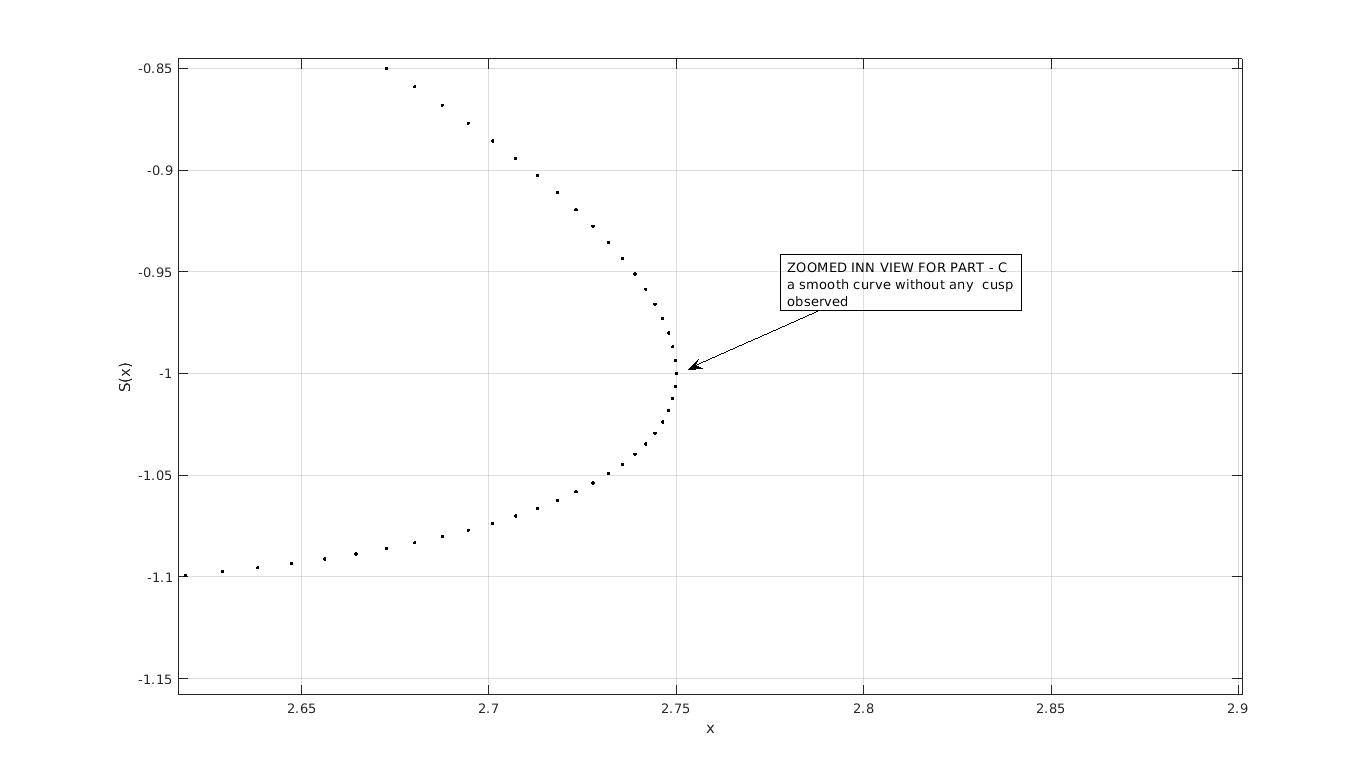 -0.85
-0.9
-0.95
ZOOMED INN VIEW FOR PART - C
a smooth curve without any  cusp
observed
-1
S(x)
-1.05
-1.1
-1.15
2.65 2.7 2.75 2.8 2.85 2.9
x